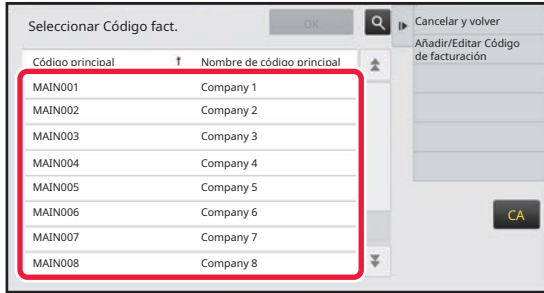 Seleccionar Código fact.
OK
Cancelar y volver
Añadir/Editar Código
de facturación
Código principal ↑ Nombre de código principal
MAIN001 Company 1
MAIN002 Company 2
MAIN003 Company 3
MAIN004 Company 4
MAIN005 Company 5
MAIN006 Company 6
MAIN007 Company 7
MAIN008 Company 8
CA